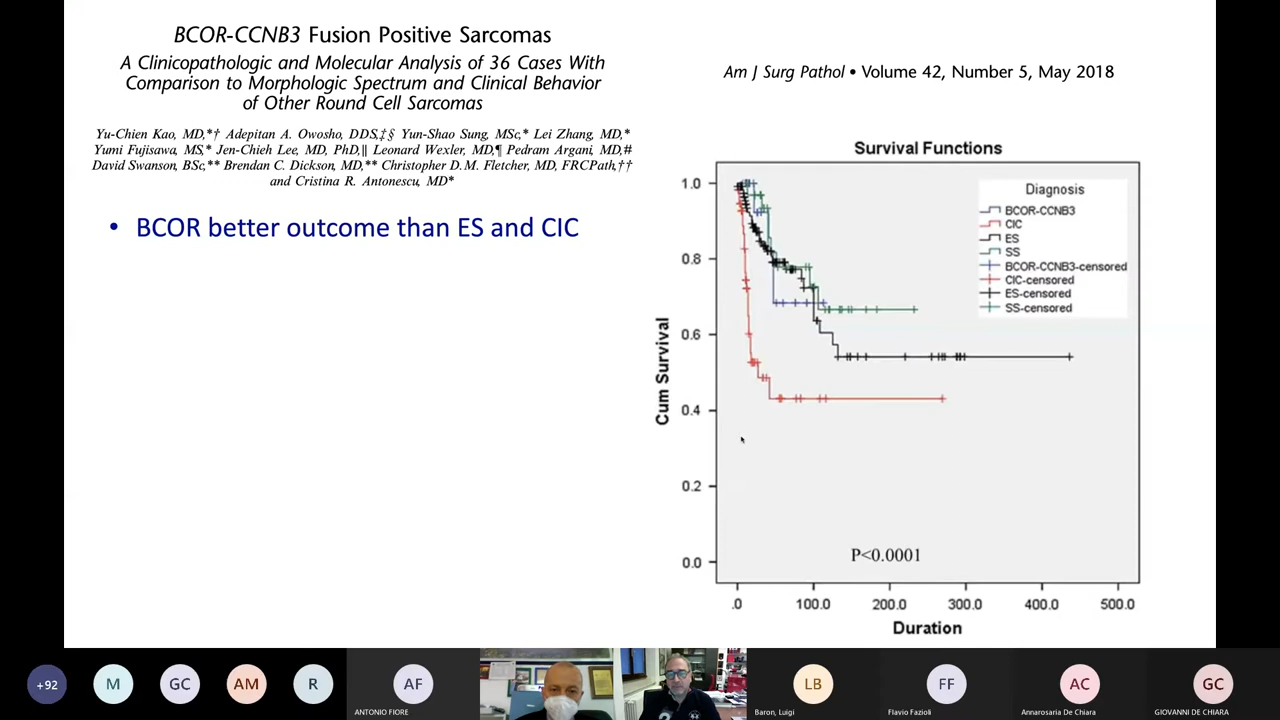 BCOR-CCNB3 Fusion Positive Sarcomas
A Clinicopathologic and Molecular Analysis of 36 Cases With
Comparison to Morphologic Spectrum and Clinical Behavior
of Other Round Cell Sarcomas
Yu-Chien Kao, MD,*† Adepitan A. Owosho, DDS,‡§ Yun-Shao Sung, MSc,* Lei Zhang, MD,*
Yumi Fujisawa, MS,* Jen-Chieh Lee, MD, PhD,∥ Leonard Wexler, MD,¶ Pedram Argani, MD,#
David Swanson, BSc,** Brendan C. Dickson, MD,** Christopher D. M. Fletcher, MD, FRCPath,††
and Cristina R. Antonescu, MD*
• BCOR better outcome than ES and CIC
Am J Surg Pathol • Volume 42, Number 5, May 2018
Survival Functions
Diagnosis
BCOR-CCNB3
CIC
ES
SS
BCOR-CCNB3-censored
CIC-censored
ES-censored
SS-censored
1.0
0.8
0.6
0.4
0.2
0.0
Cum Survival
P<0.0001
.0 100.0 200.0 300.0 400.0 500.0
Duration
+92 M GC AM R AF LB FF AC GC
ANTONIO FIORE Baron, Luigi Flavio Fazioli Annarosaria De Chiara GIOVANNI DE CHIARA